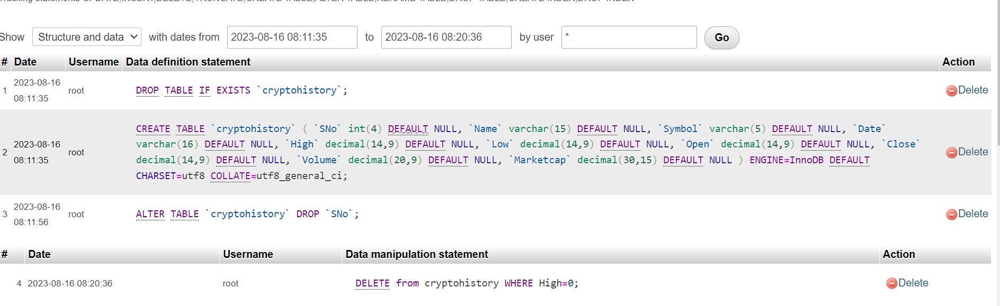 Tracking statements UPDATE,INSERT,DELETE,TRUNCATE,CREATE TABLE,ALTER TABLE,RENAME TABLE,DROP TABLE,CREATE INDEX,DROP INDEX
Show Structure and data with dates from 2023-08-16 08:11:35 to 2023-08-16 08:20:36 by user * Go
# Date Username Data definition statement Action
1 2023-08-16 08:11:35 root DROP TABLE IF EXISTS `cryptohistory`; Delete
2 2023-08-16 08:11:35 root CREATE TABLE `cryptohistory` ( `SNo` int(4) DEFAULT NULL, `Name` varchar(15) DEFAULT NULL, `Symbol` varchar(5) DEFAULT NULL, `Date`
varchar(16) DEFAULT NULL, `High` decimal(14,9) DEFAULT NULL, `Low` decimal(14,9) DEFAULT NULL, `Open` decimal(14,9) DEFAULT NULL, `Close`
decimal(14,9) DEFAULT NULL, `Volume` decimal(20,9) DEFAULT NULL, `Marketcap` decimal(30,15) DEFAULT NULL ) ENGINE=InnoDB DEFAULT
CHARSET=utf8 COLLATE=utf8_general_ci; Delete
3 2023-08-16 08:11:56 root ALTER TABLE `cryptohistory` DROP `SNo`; Delete
# Date Username Data manipulation statement Action
4 2023-08-16 08:20:36 root DELETE from cryptohistory WHERE High=0; Delete